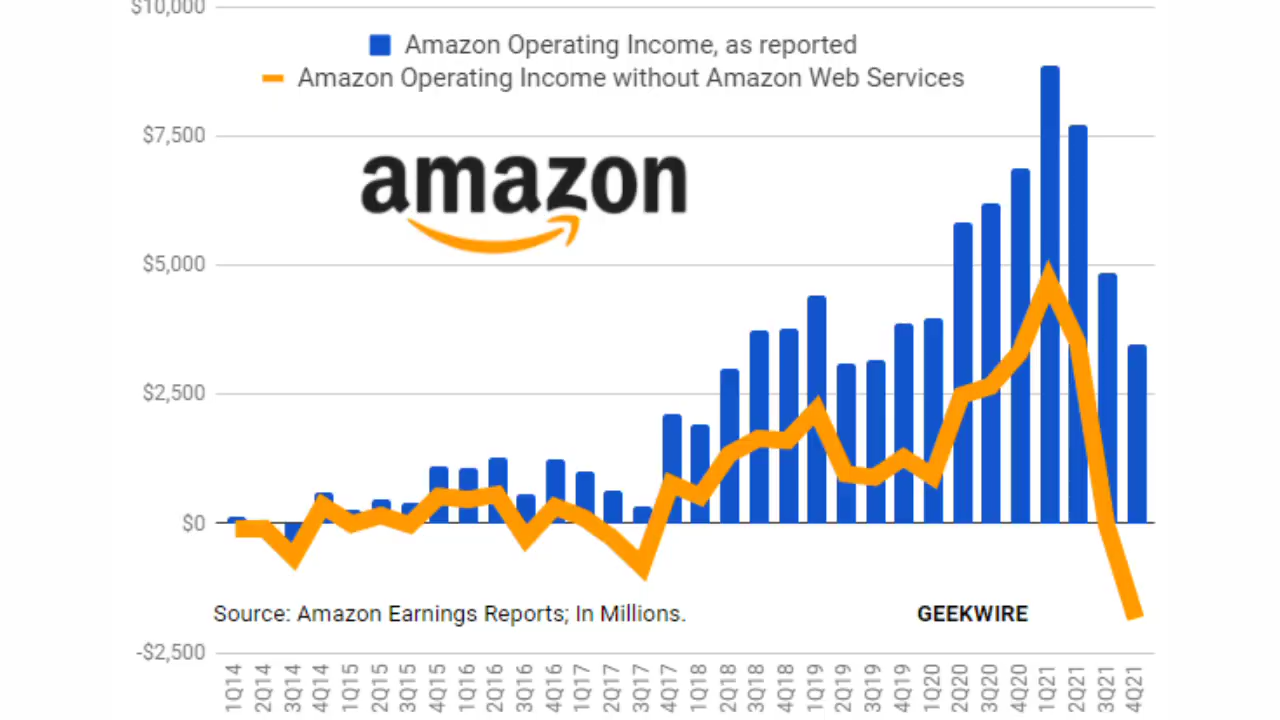 $10,000
Amazon Operating Income, as reported
Amazon Operating Income without Amazon Web Services
$7,500
amazon
$5,000
$2,500
$0
Source: Amazon Earnings Reports; In Millions.
GEEKWIRE
-$2,500
1Q14
2Q14
3Q14
4Q14
1Q15
2Q15
3Q15
4Q15
1Q16
2Q16
3Q16
4Q16
1Q17
2Q17
3Q17
4Q17
1Q18
2Q18
3Q18
4Q18
1Q19
2Q19
3Q19
4Q19
1Q20
2Q20
3Q20
4Q20
1Q21
2Q21
3Q21
4Q21